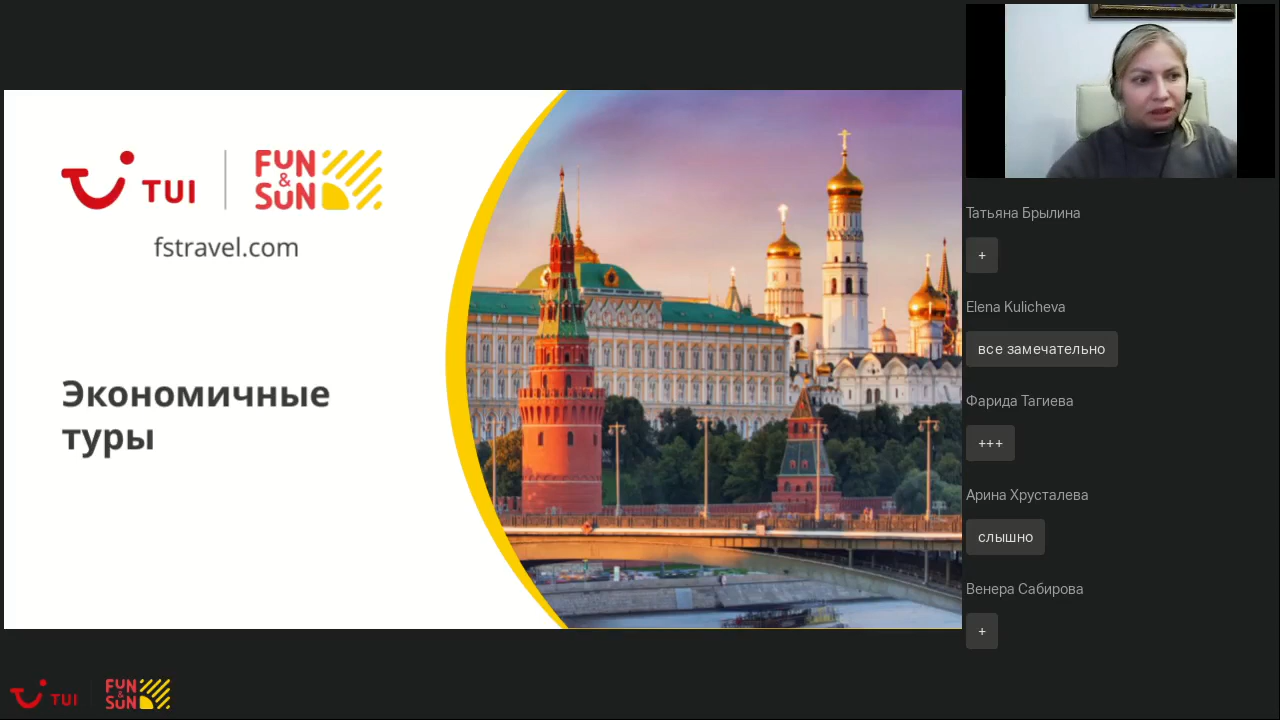 TUI
FUN
&
SUN
fstravel.com
Экономичные
туры
Татьяна Брылина
+
Elena Kulicheva
все замечательно
Фарида Тагиева
+++
Арина Хрусталева
слышно
Венера Сабирова
+
TUI
FUN
&
SUN